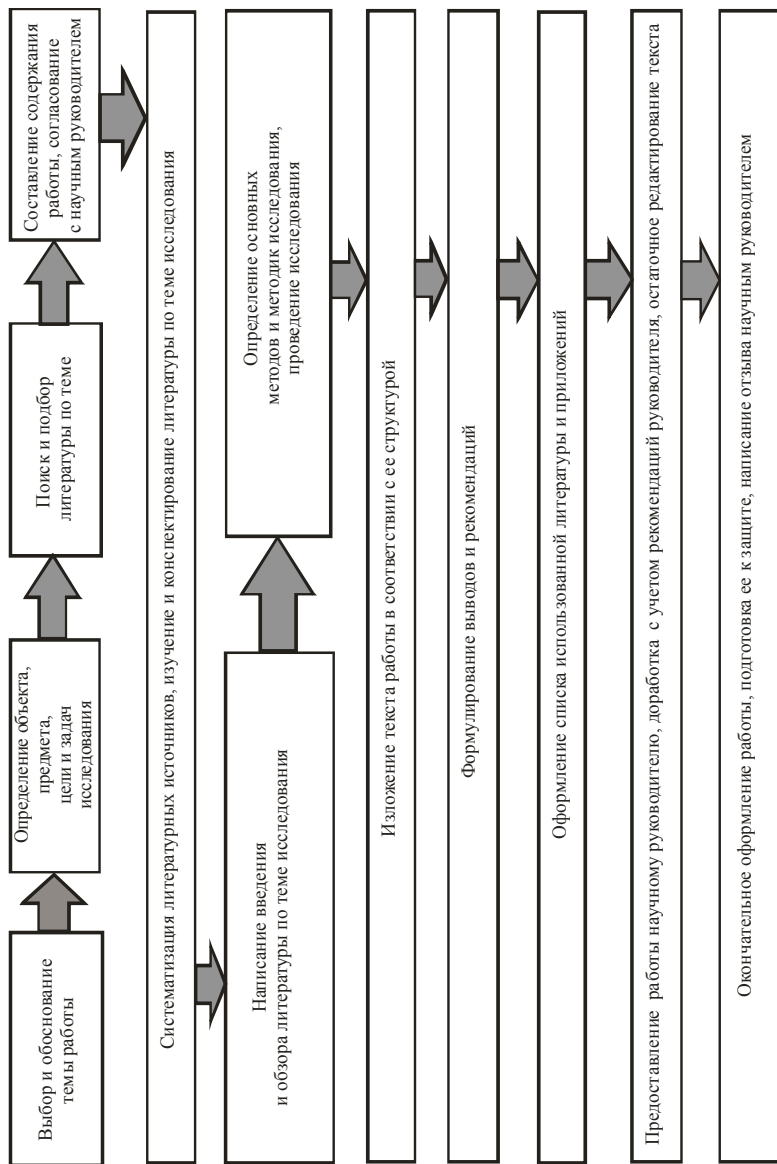 Выбор и обоснование
темы работы
Определение объекта,
предмета,
цели и задач
исследования
Поиск и подбор
литературы по теме
Составление содержания
работы, согласование
с научным руководителем
Систематизация литературных источников, изучение и конспектирование литературы по теме исследования
Написание введения
и обзора литературы по теме исследования
Определение основных
методов и методик исследования,
проведение исследования
Изложение текста работы в соответствии с ее структурой
Формулирование выводов и рекомендаций
Оформление списка использованной литературы и приложений
Предоставление работы научному руководителю, доработка с учетом рекомендаций руководителя, остаточное редактирование текста
Окончательное оформление работы, подготовка ее к защите, написание отзыва научным руководителем